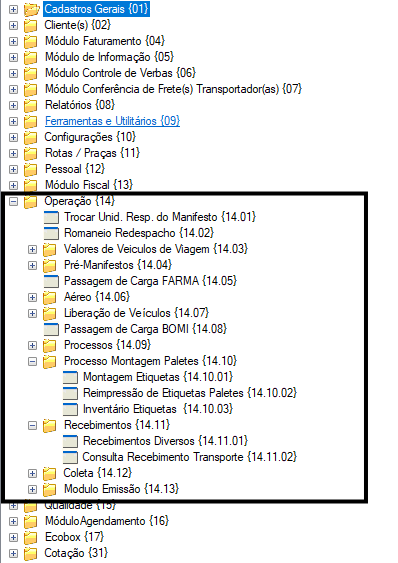 Cadastros Gerais {01}
Cliente(s) {02}
Módulo Faturamento {04}
Módulo de Informação {05}
Módulo Controle de Verbas {06}
Módulo Conferência de Frete(s) Transportador(as) {07}
Relatórios {08}
Ferramentas e Utilitários {09}
Configurações {10}
Rotas / Praças {11}
Pessoal {12}
Módulo Fiscal {13}
Operação {14}
Trocar Unid. Resp. do Manifesto {14.01}
Romaneio Redespacho {14.02}
Valores de Veiculos de Viagem {14.03}
Pré-Manifestos {14.04}
Passagem de Carga FARMA {14.05}
Aéreo {14.06}
Liberação de Veículos {14.07}
Passagem de Carga BOMI {14.08}
Processos {14.09}
Processo Montagem Paletes {14.10}
Montagem Etiquetas {14.10.01}
Reimpressão de Etiquetas Paletes {14.10.02}
Inventário Etiquetas {14.10.03}
Recebimentos {14.11}
Recebimentos Diversos {14.11.01}
Consulta Recebimento Transporte {14.11.02}
Coleta {14.12}
Modulo Emissão {14.13}
Qualidade {15}
MóduloAgendamento {16}
Ecobox {17}
Cotação {31}